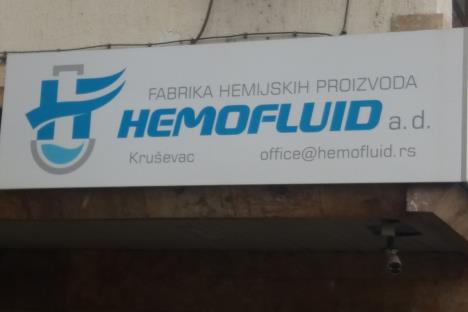 FABRIKA HEMIJSKIH PROIZVODA
HEMOFLUID a.d.
Kruševac office@hemofluid.rs